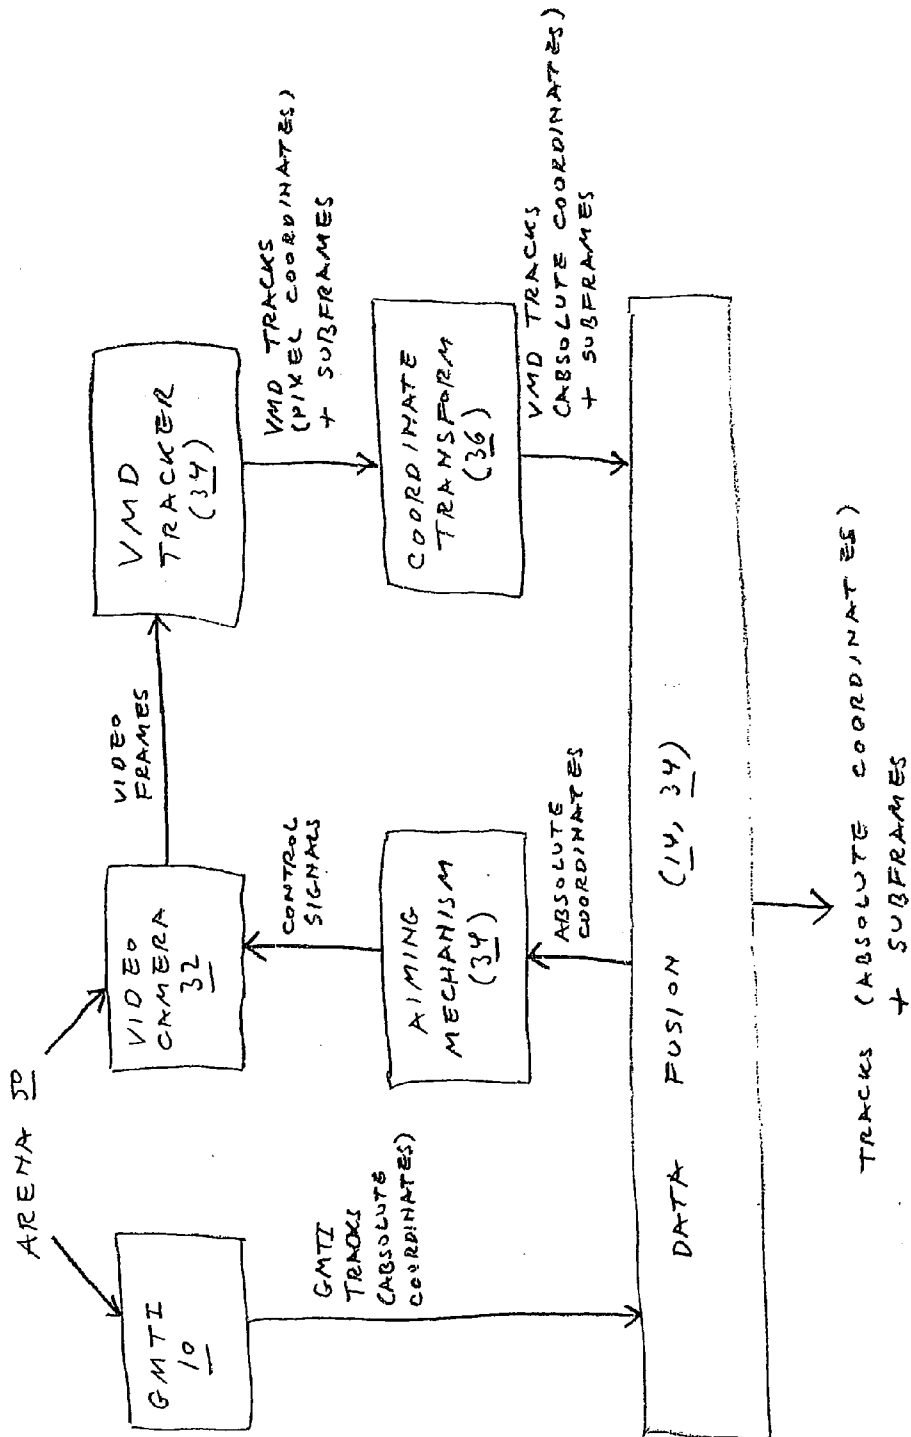 ARENA 50
GMTI
10
VIDEO
CAMERA
32
VIDEO
FRAMES
VMD
TRACKER
(34)
GMTI
TRACKS
(ABSOLUTE
COORDINATES)
CONTROL
SIGNALS
VMD TRACKS
(PIXEL COORDINATES)
+ SUBFRAMES
AIMING
MECHANISM
(34)
COORDINATE
TRANSFORM
(36)
ABSOLUTE
COORDINATES
VMD TRACKS
(ABSOLUTE COORDINATES)
+ SUBFRAMES
DATA FUSION (14, 34)
TRACKS (ABSOLUTE COORDINATES)
+ SUBFRAMES